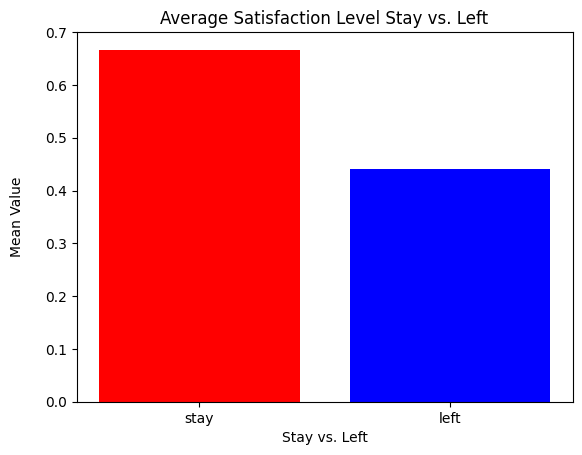 Average Satisfaction Level Stay vs. Left
0.7
0.6
0.5
0.4
0.3
0.2
0.1
0.0
Mean Value
stay
left
Stay vs. Left